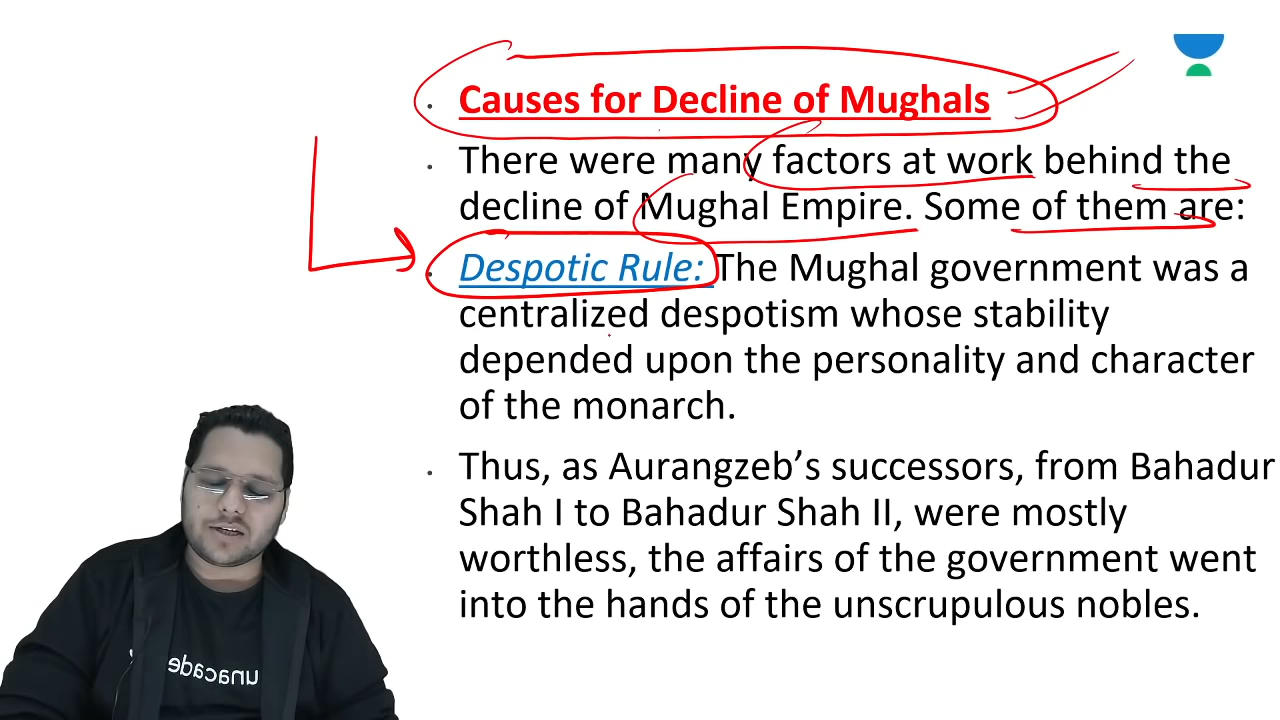 Causes for Decline of Mughals
There were many factors at work behind the
decline of Mughal Empire. Some of them are:
Despotic Rule: The Mughal government was a
centralized despotism whose stability
depended upon the personality and character
of the monarch.
Thus, as Aurangzeb’s successors, from Bahadur
Shah I to Bahadur Shah II, were mostly
worthless, the affairs of the government went
into the hands of the unscrupulous nobles.
unacade